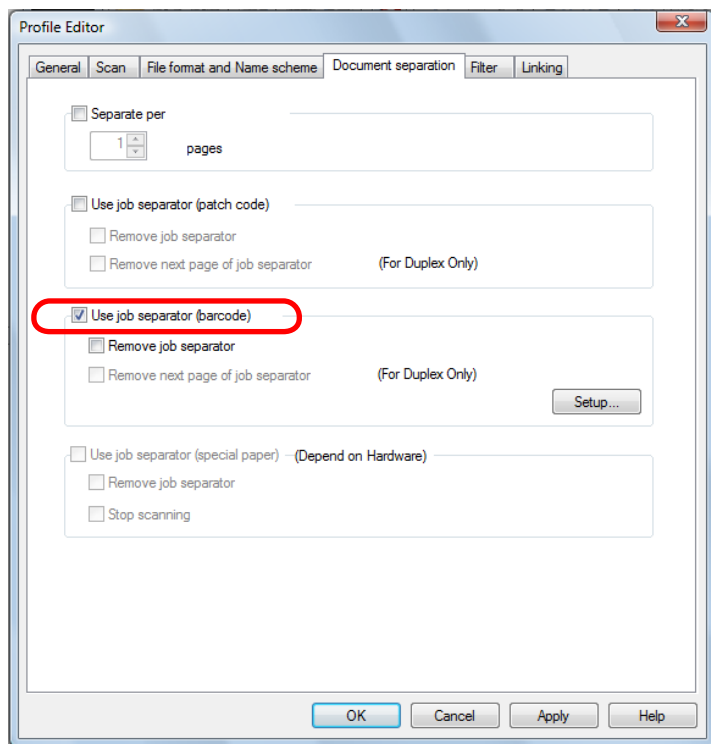 Profile Editor
General Scan File format and Name scheme Document separation Filter Linking
Separate per
1 pages
Use job separator (patch code)
Remove job separator
Remove next page of job separator (For Duplex Only)
Use job separator (barcode)
Remove job separator
Remove next page of job separator (For Duplex Only)
Setup...
Use job separator (special paper) (Depend on Hardware)
Remove job separator
Stop scanning
OK Cancel Apply Help